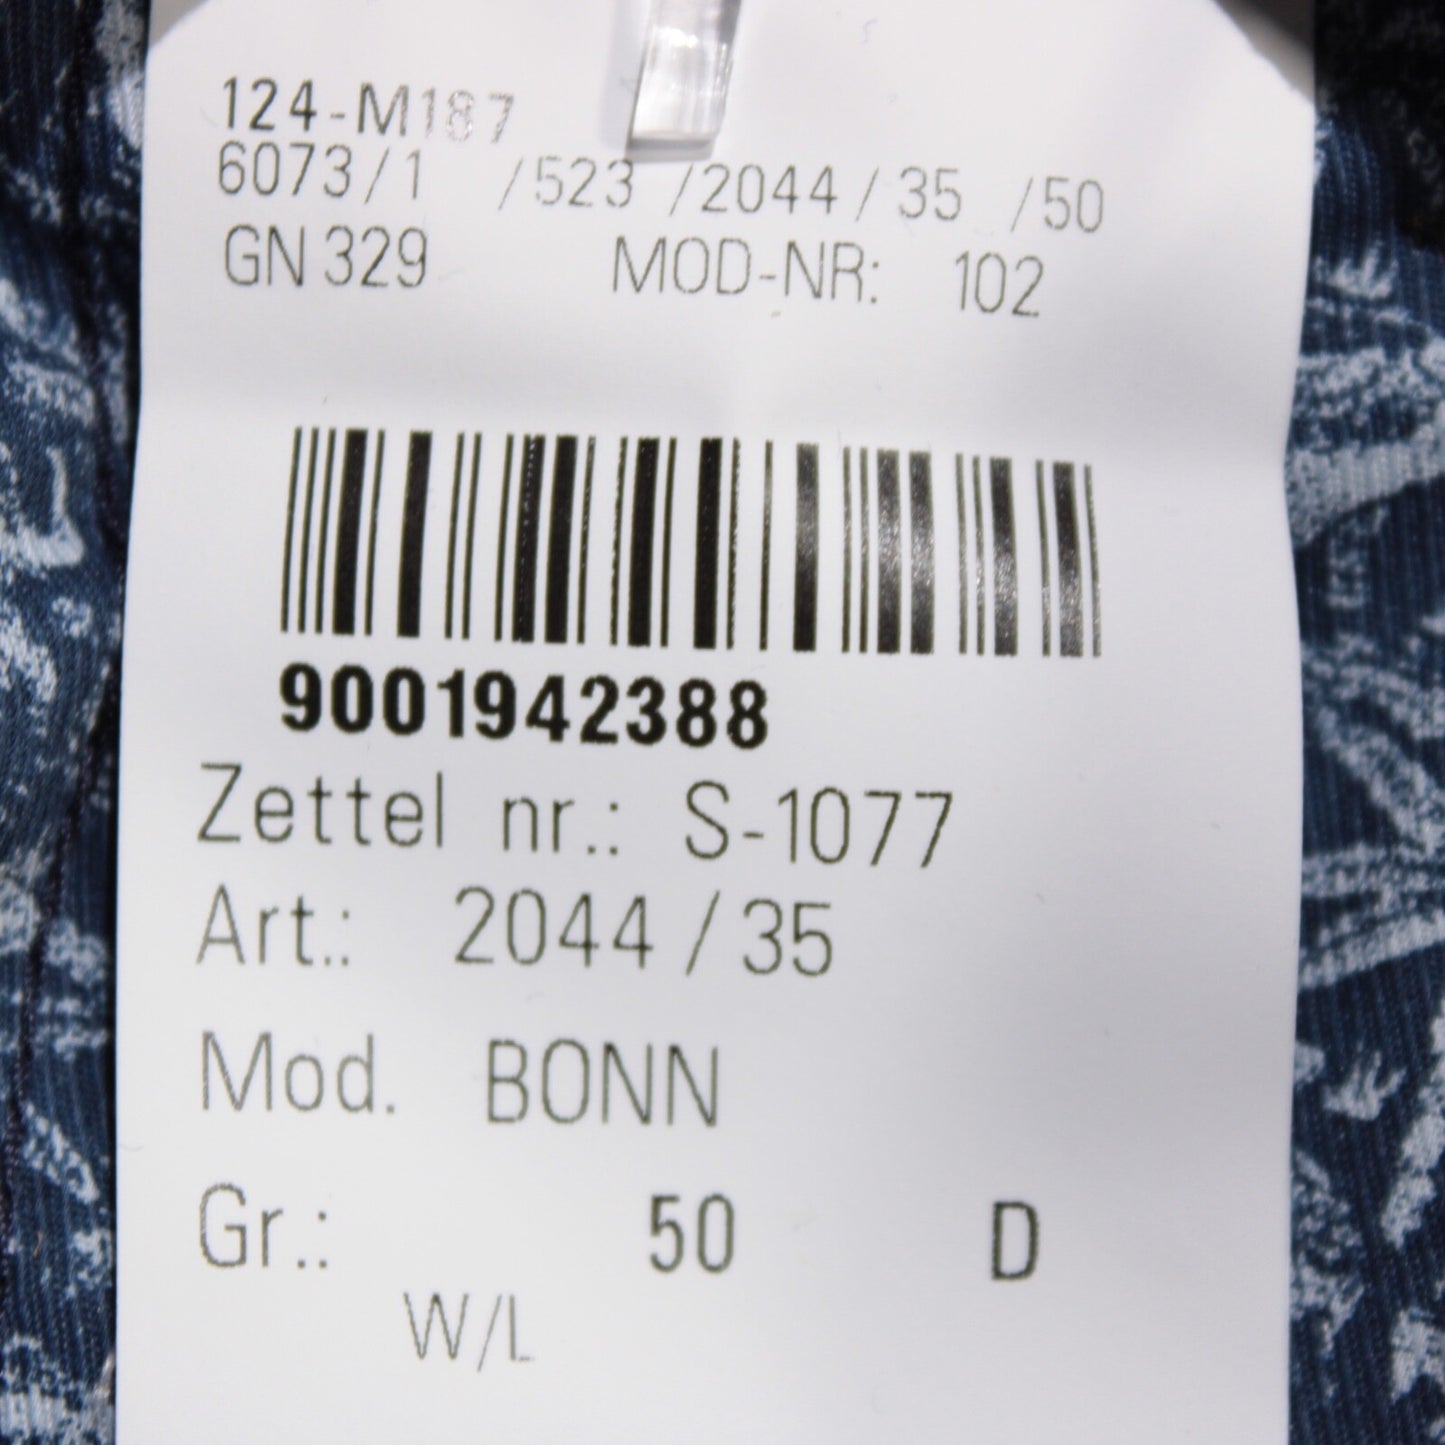 124-M187
6073/1 /523 /2044/35 /50
GN 329 MOD-NR: 102
9001942388
Zettel nr.: S-1077
Art.: 2044/35
Mod. BONN
Gr.: 50 D
W/L